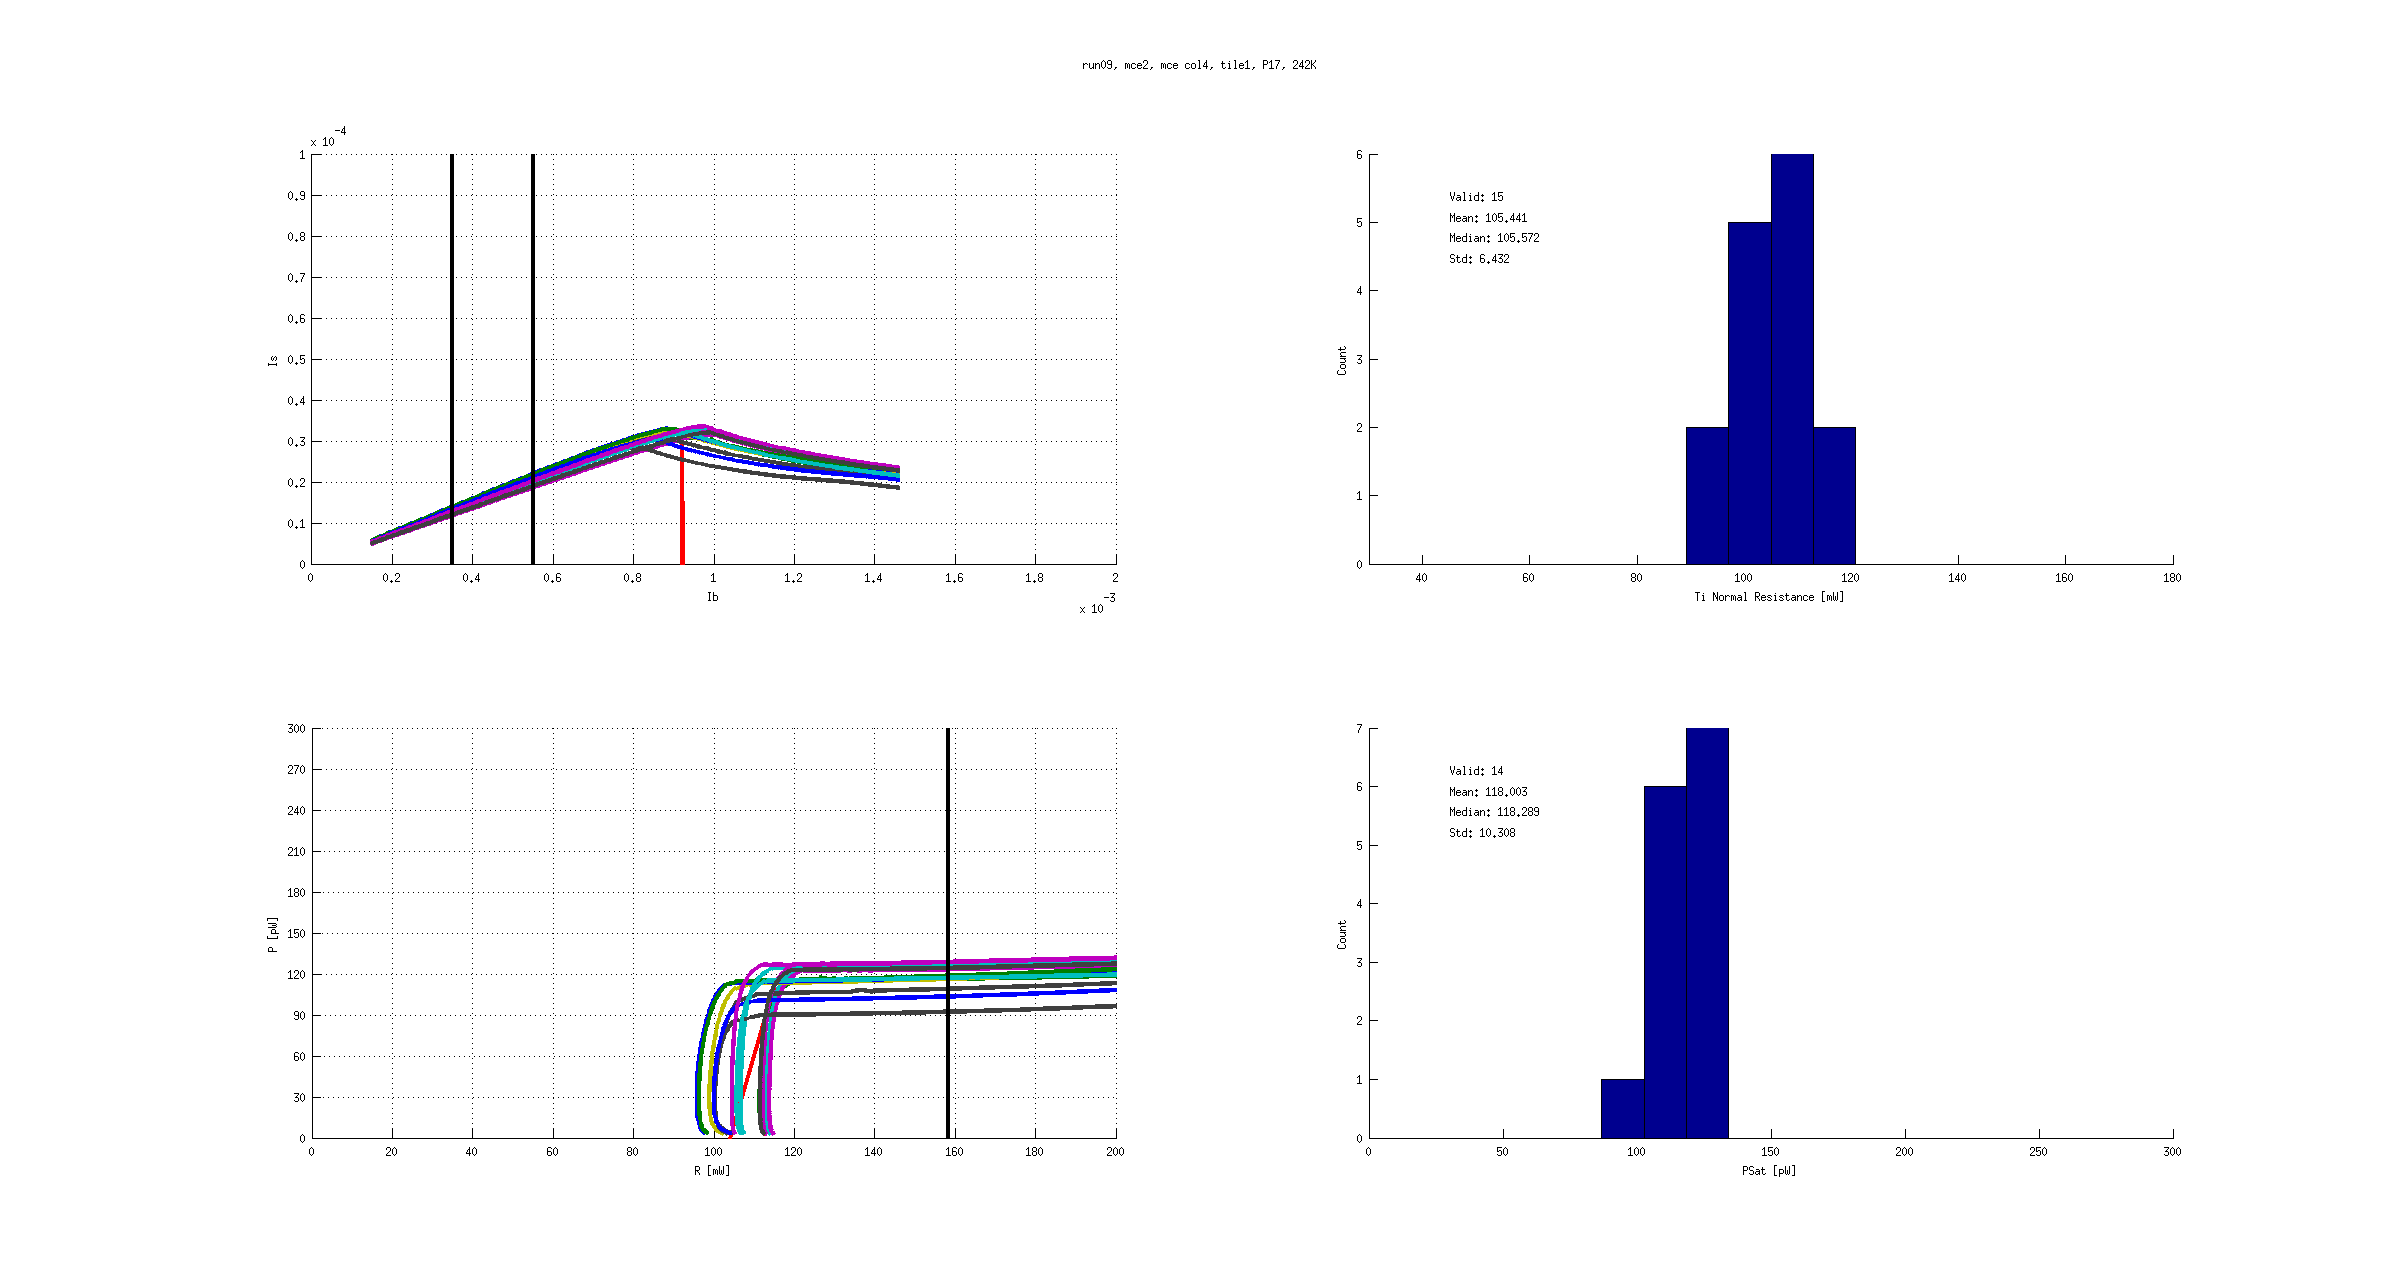 run09, mce2, mce col4, tile1, P17, 242K
x 10^-4
1
0.9
0.8
0.7
0.6
0.5
0.4
0.3
0.2
0.1
0
Is
0 0.2 0.4 0.6 0.8 1 1.2 1.4 1.6 1.8 2
Ib
x 10^-3
6
5
4
3
2
1
0
Count
Valid: 15
Mean: 105.441
Median: 105.572
Std: 6.432
40 60 80 100 120 140 160 180
Ti Normal Resistance [mW]
300
270
240
210
180
150
120
90
60
30
0
P [pW]
0 20 40 60 80 100 120 140 160 180 200
R [mW]
7
6
5
4
3
2
1
0
Count
Valid: 14
Mean: 118.003
Median: 118.289
Std: 10.308
0 50 100 150 200 250 300
PSat [pW]